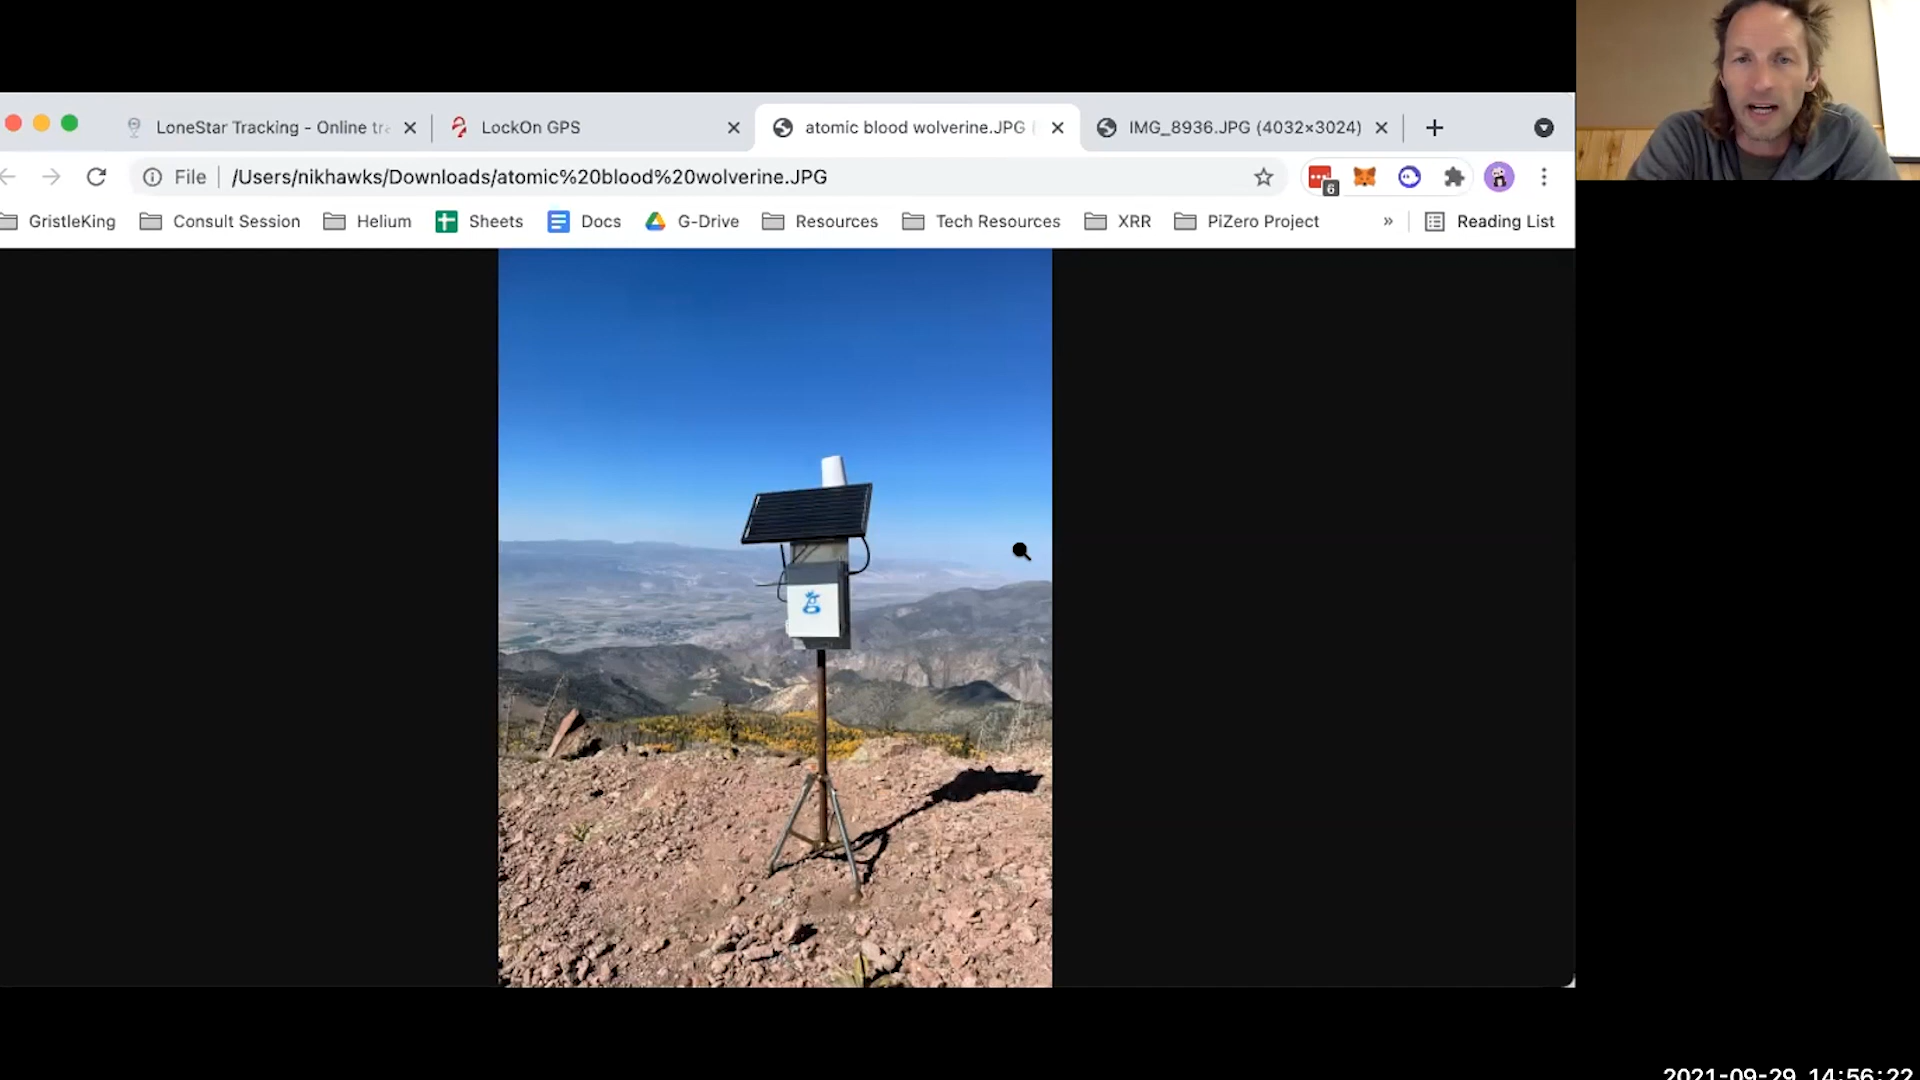 LoneStar Tracking - Online tra
LockOn GPS
atomic blood wolverine.JPG
IMG_8936.JPG (4032×3024)
File
/Users/nikhawks/Downloads/atomic%20blood%20wolverine.JPG
6
GristleKing
Consult Session
Helium
Sheets
Docs
G-Drive
Resources
Tech Resources
XRR
PiZero Project
»
Reading List
2021-09-29 14:56:22